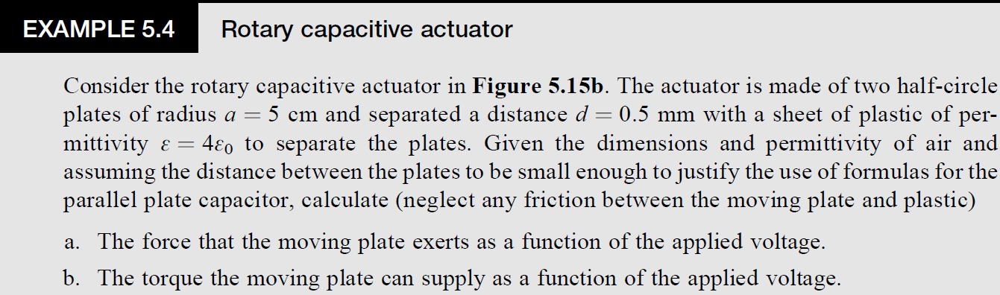 EXAMPLE 5.4 Rotary capacitive actuator
Consider the rotary capacitive actuator in Figure 5.15b. The actuator is made of two half-circle
plates of radius a = 5 cm and separated a distance d = 0.5 mm with a sheet of plastic of per-
mittivity ε = 4ε₀ to separate the plates. Given the dimensions and permittivity of air and
assuming the distance between the plates to be small enough to justify the use of formulas for the
parallel plate capacitor, calculate (neglect any friction between the moving plate and plastic)
a. The force that the moving plate exerts as a function of the applied voltage.
b. The torque the moving plate can supply as a function of the applied voltage.